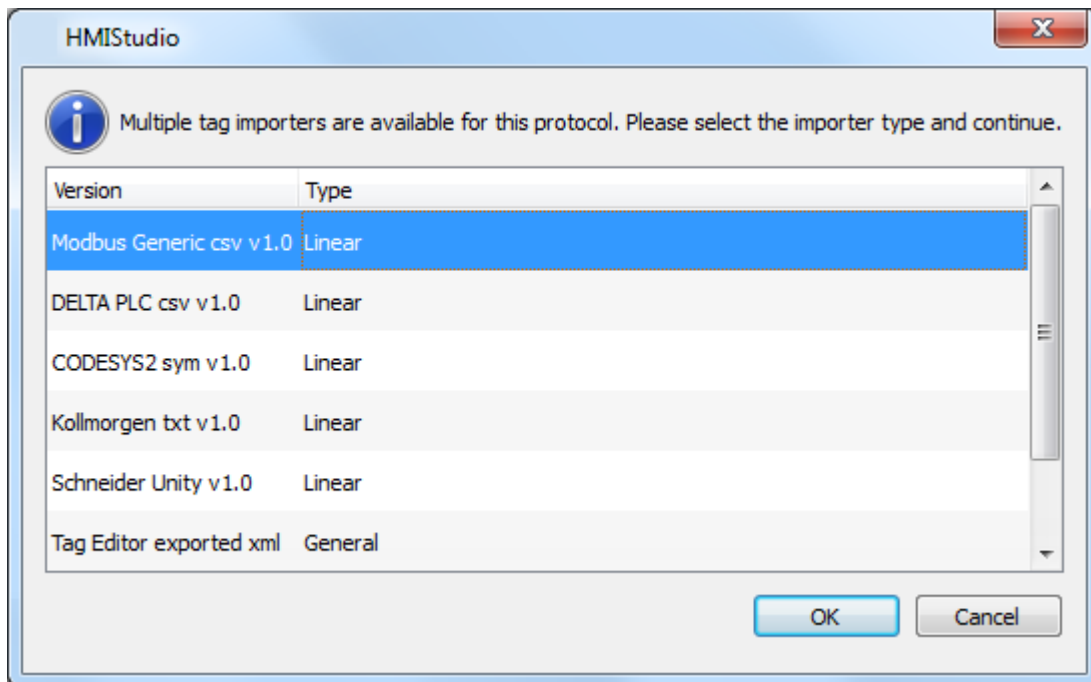 HMIStudio
Multiple tag importers are available for this protocol. Please select the importer type and continue.
Version Type
Modbus Generic csv v1.0 Linear
DELTA PLC csv v1.0 Linear
CODESYS2 sym v1.0 Linear
Kollmorgen txt v1.0 Linear
Schneider Unity v1.0 Linear
Tag Editor exported xml General
OK Cancel